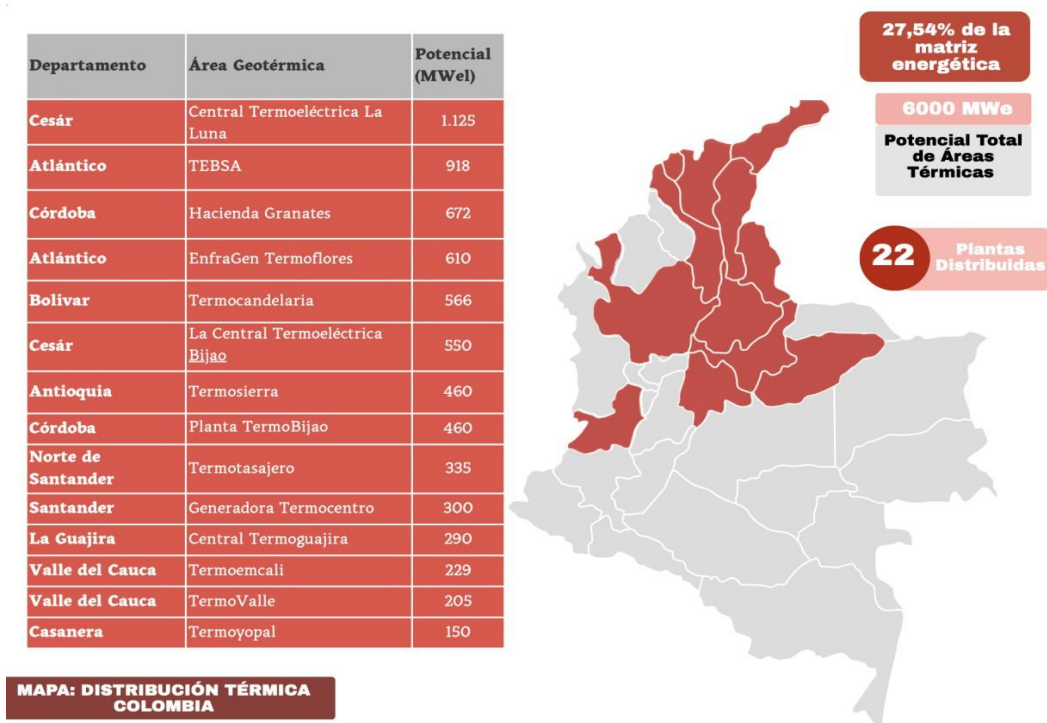 Departamento
Área Geotérmica
Potencial
(MWel)
Cesár
Central Termoeléctrica La
Luna
1.125
Atlántico
TEBSA
918
Córdoba
Hacienda Granates
672
Atlántico
EnfraGen Termoflores
610
Bolivar
Termocandelaria
566
Cesár
La Central Termoeléctrica
Bijao
550
Antioquia
Termosierra
460
Córdoba
Planta TermoBijao
460
Norte de
Santander
Termotasajero
335
Santander
Generadora Termocentro
300
La Guajira
Central Termoguajira
290
Valle del Cauca
Termoemcali
229
Valle del Cauca
TermoValle
205
Casanera
Termoyopal
150
27,54% de la
matriz
energética
6000 MWe
Potencial Total
de Áreas
Térmicas
22
Plantas
Distribuidas
MAPA: DISTRIBUCIÓN TÉRMICA
COLOMBIA